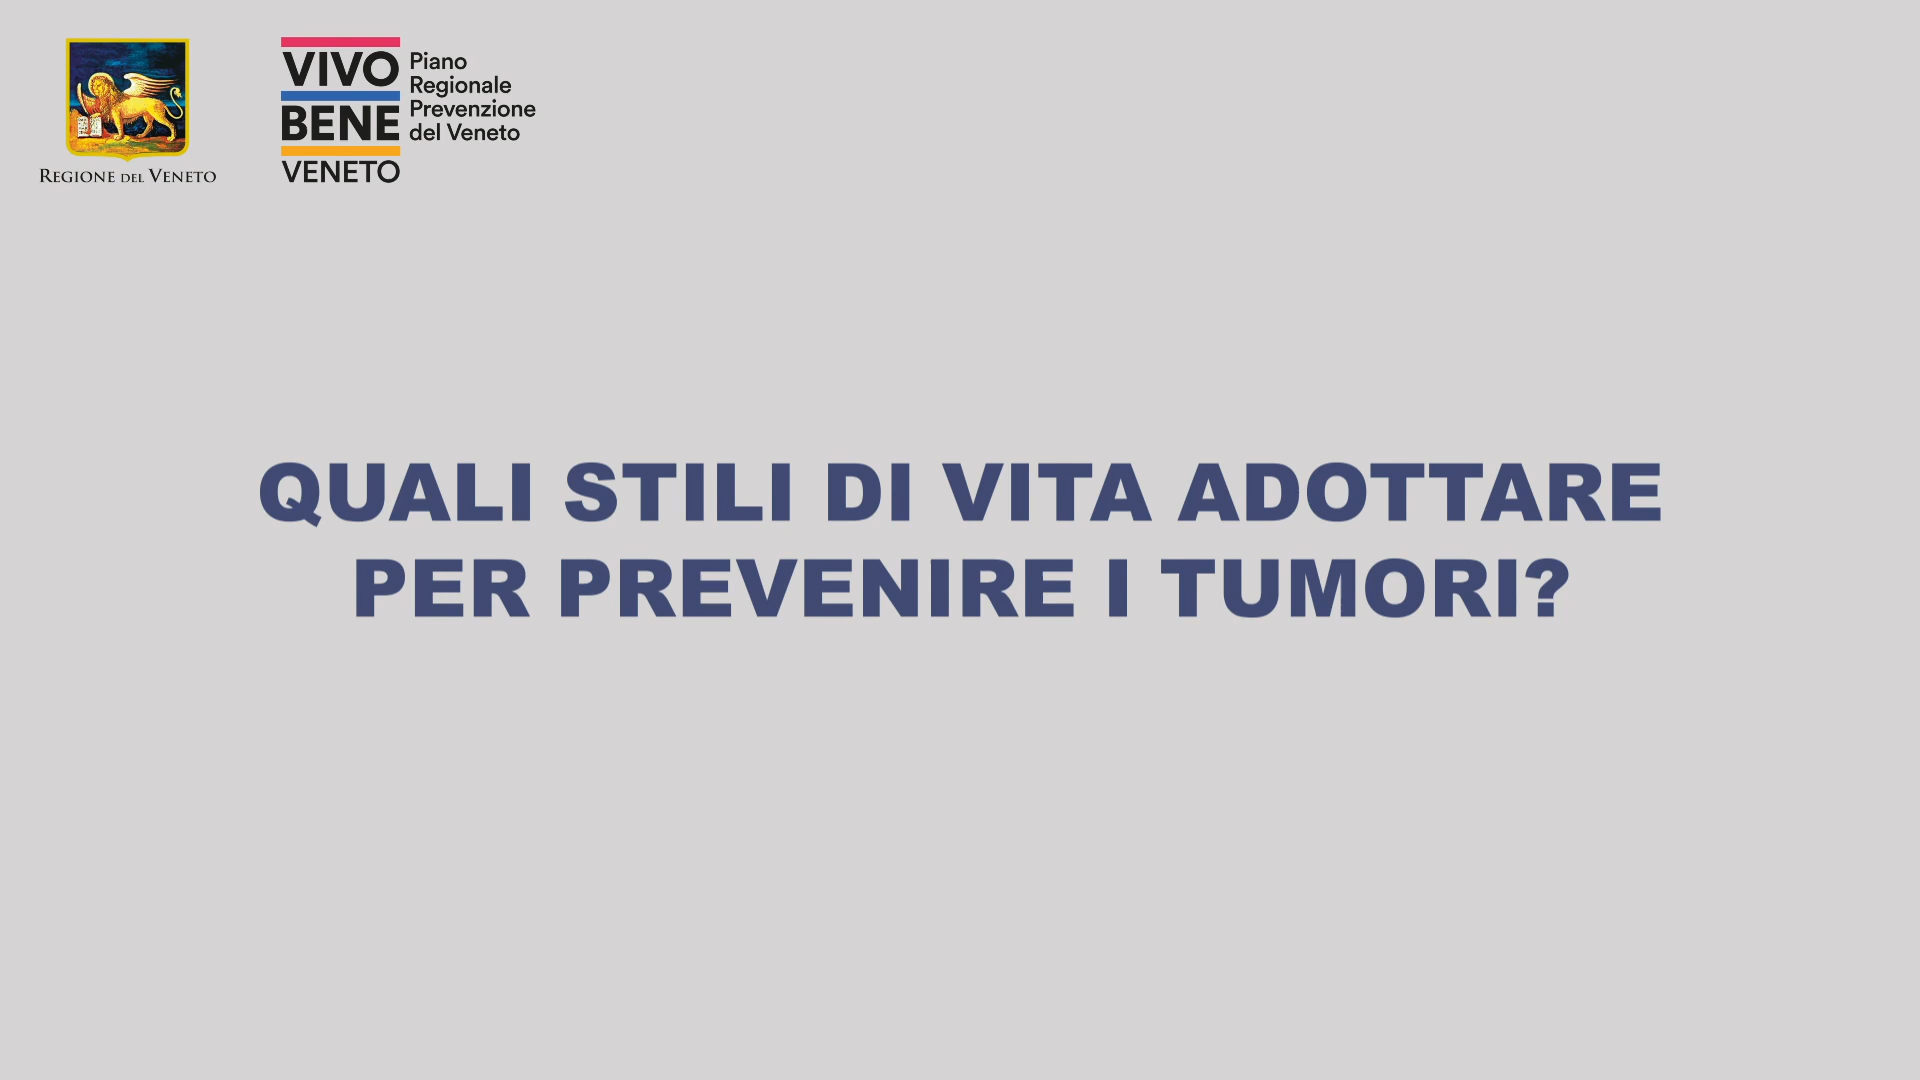 REGIONE DEL VENETO
VIVO
BENE
VENETO
Piano
Regionale
Prevenzione
del Veneto
QUALI STILI DI VITA ADOTTARE
PER PREVENIRE I TUMORI?